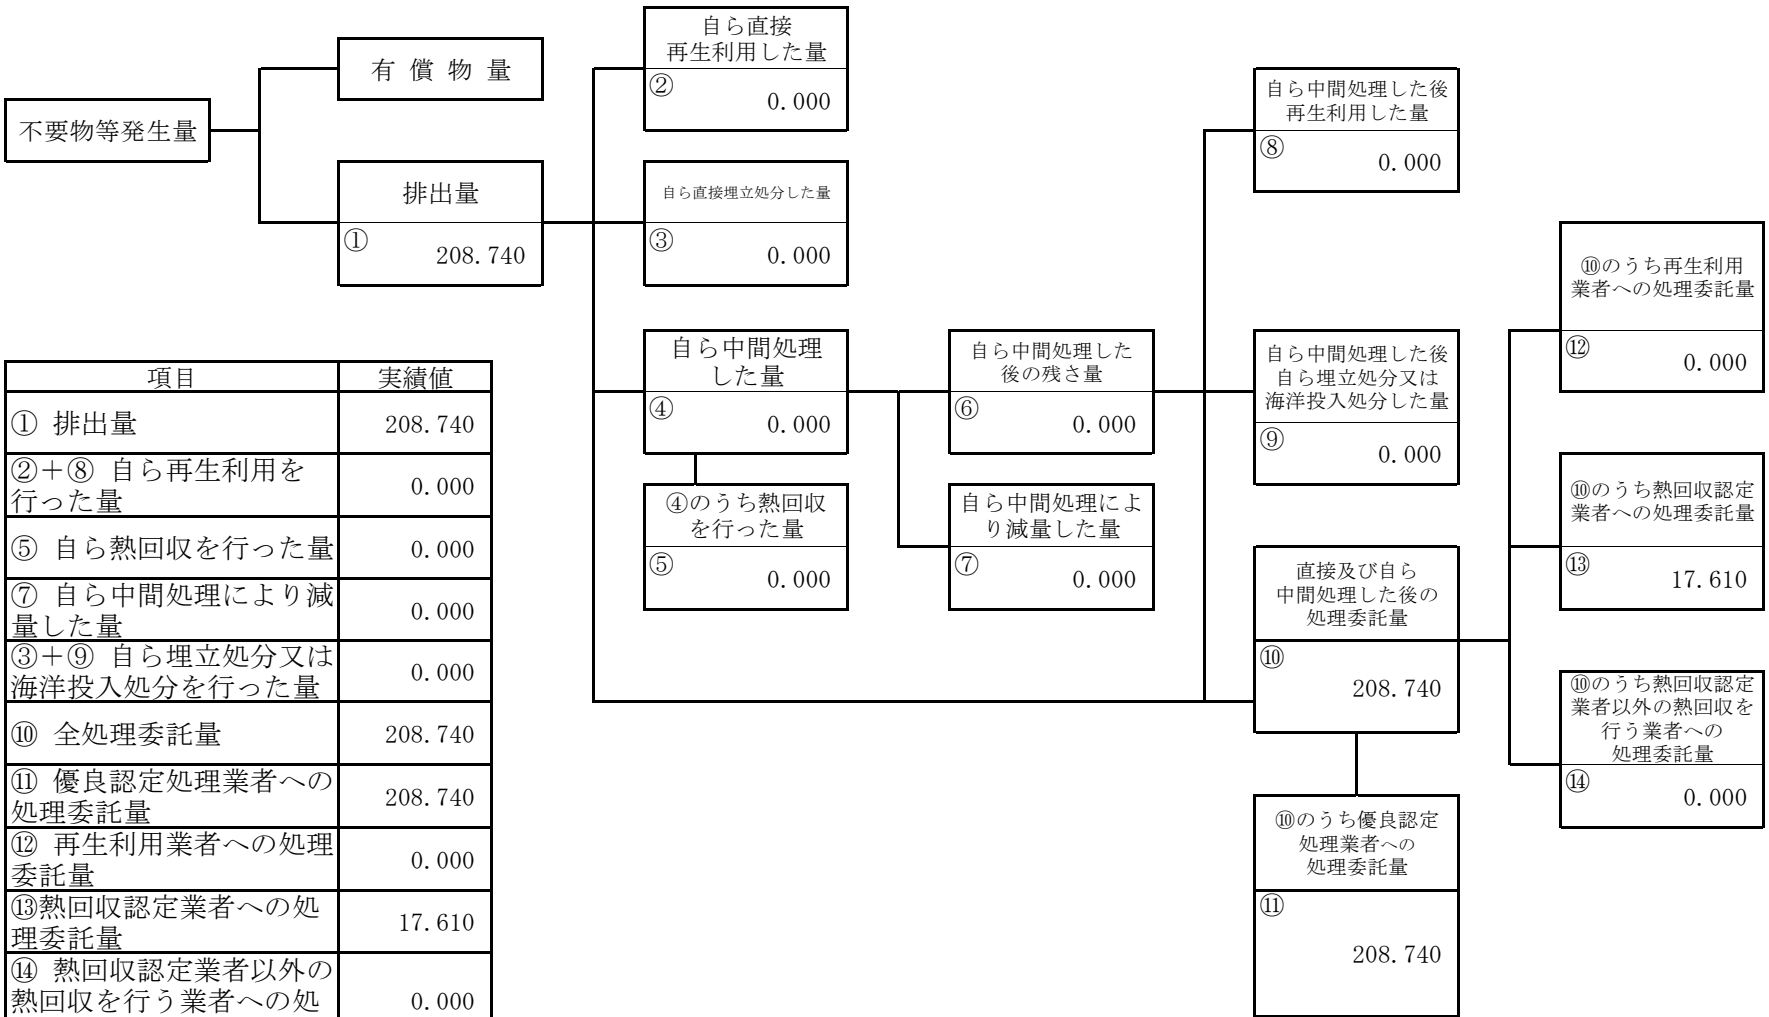 不要物等発生量
有 償 物 量
排出量
① 208.740
自ら直接
再生利用した量
② 0.000
自ら直接埋立処分した量
③ 0.000
自ら中間処理
した量
④ 0.000
④のうち熱回収
を行った量
⑤ 0.000
自ら中間処理した
後の残さ量
⑥ 0.000
自ら中間処理によ
り減量した量
⑦ 0.000
自ら中間処理した後
再生利用した量
⑧ 0.000
自ら中間処理した後
自ら埋立処分又は
海洋投入処分した量
⑨ 0.000
直接及び自ら
中間処理した後の
処理委託量
⑩ 208.740
⑩のうち優良認定
処理業者への
処理委託量
⑪ 208.740
⑩のうち再生利用
業者への処理委託量
⑫ 0.000
⑩のうち熱回収認定
業者への処理委託量
⑬ 17.610
⑩のうち熱回収認定
業者以外の熱回収を
行う業者への
処理委託量
⑭ 0.000
項目 実績値
① 排出量 208.740
②+⑧ 自ら再生利用を
行った量 0.000
⑤ 自ら熱回収を行った量 0.000
⑦ 自ら中間処理により減
量した量 0.000
③+⑨ 自ら埋立処分又は
海洋投入処分を行った量 0.000
⑩ 全処理委託量 208.740
⑪ 優良認定処理業者への
処理委託量 208.740
⑫ 再生利用業者への処理
委託量 0.000
⑬熱回収認定業者への処
理委託量 17.610
⑭ 熱回収認定業者以外の
熱回収を行う業者への処 0.000